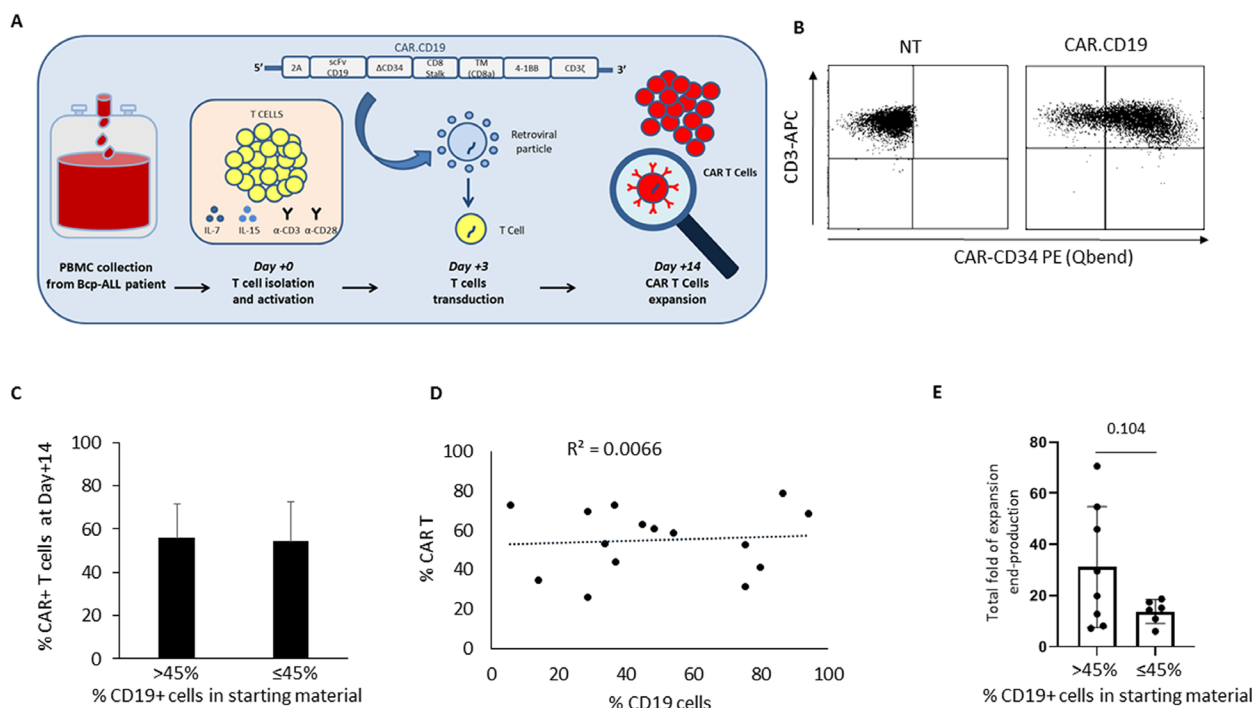 A
CAR.CD19
5’ 2A scFv CD19 ΔCD34 CD8 Stalk TM (CD8a) 4-1BB CD3ζ 3’
T CELLS
IL-7 IL-15 α-CD3 α-CD28
Retroviral
particle
T Cell
CAR T Cells
PBMC collection
from Bcp-ALL patient
Day +0
T cell isolation
and activation
Day +3
T cells
transduction
Day +14
CAR T Cells
expansion
B
NT CAR.CD19
CD3-APC
CAR-CD34 PE (Qbend)
C
% CAR+ T cells at Day+14
100
80
60
40
20
0
>45% ≤45%
% CD19+ cells in starting material
D
R² = 0.0066
% CAR T
100
80
60
40
20
0
0 20 40 60 80 100
% CD19 cells
E
0.104
Total fold of expansion
end-production
80
60
40
20
0
>45% ≤45%
% CD19+ cells in starting material